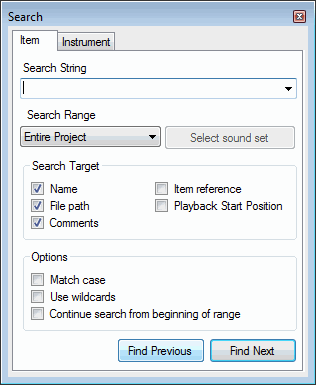 Search
Item Instrument
Search String
Search Range
Entire Project Select sound set
Search Target
Name Item reference
File path Playback Start Position
Comments
Options
Match case
Use wildcards
Continue search from beginning of range
Find Previous Find Next